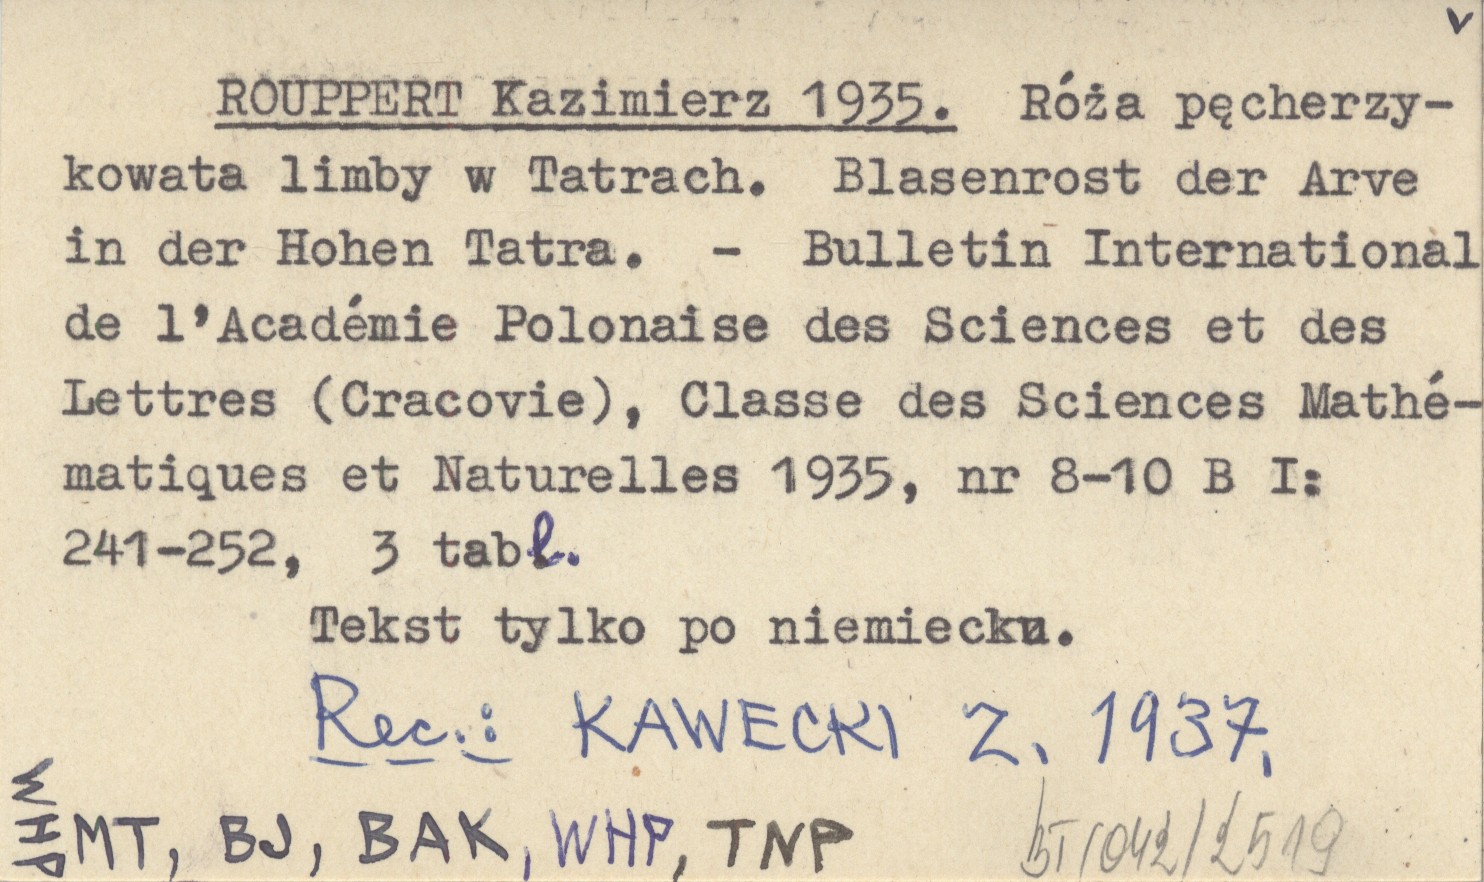 v
ROUPPERT Kazimierz 1935. Róża pęcherzy-
kowata limby w Tatrach. Blasenrost der Arve
in der Hohen Tatra. - Bulletin International
de l'Académie Polonaise des Sciences et des
Lettres (Cracovie), Classe des Sciences Mathé-
matiques et Naturelles 1935, nr 8-10 B I:
241-252, 3 tabl.
Tekst tylko po niemiecku.
Rec.: KAWECKI Z. 1937,
WHP
MT, BJ, BAK, WHP, TNP
BT/042/2519